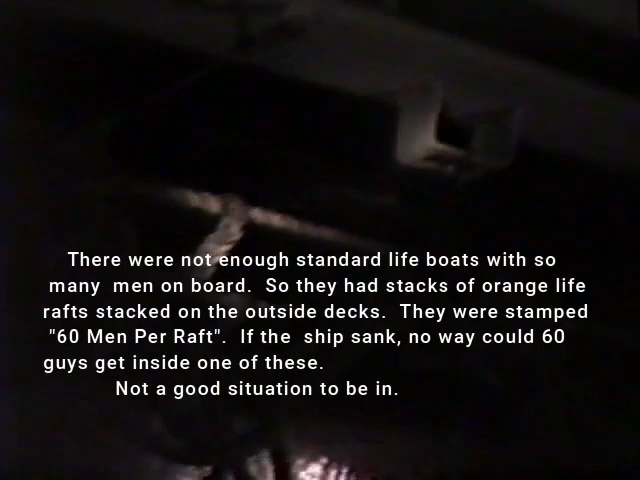 There were not enough standard life boats with so
many  men on board.  So they had stacks of orange life
rafts stacked on the outside decks.  They were stamped
"60 Men Per Raft".  If the  ship sank, no way could 60
guys get inside one of these.
Not a good situation to be in.